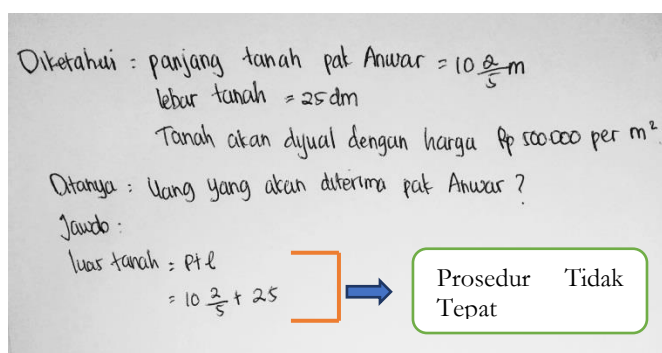 Diketahui : panjang tanah pak Anwar = 10 2/5 m
lebar tanah = 25 dm
Tanah akan dijual dengan harga Rp 500.000 per m²
Ditanya : Uang yang akan diterima pak Anwar ?
Jawab :
luas tanah = p+l
= 10 2/5 + 25
Prosedur Tidak
Tepat